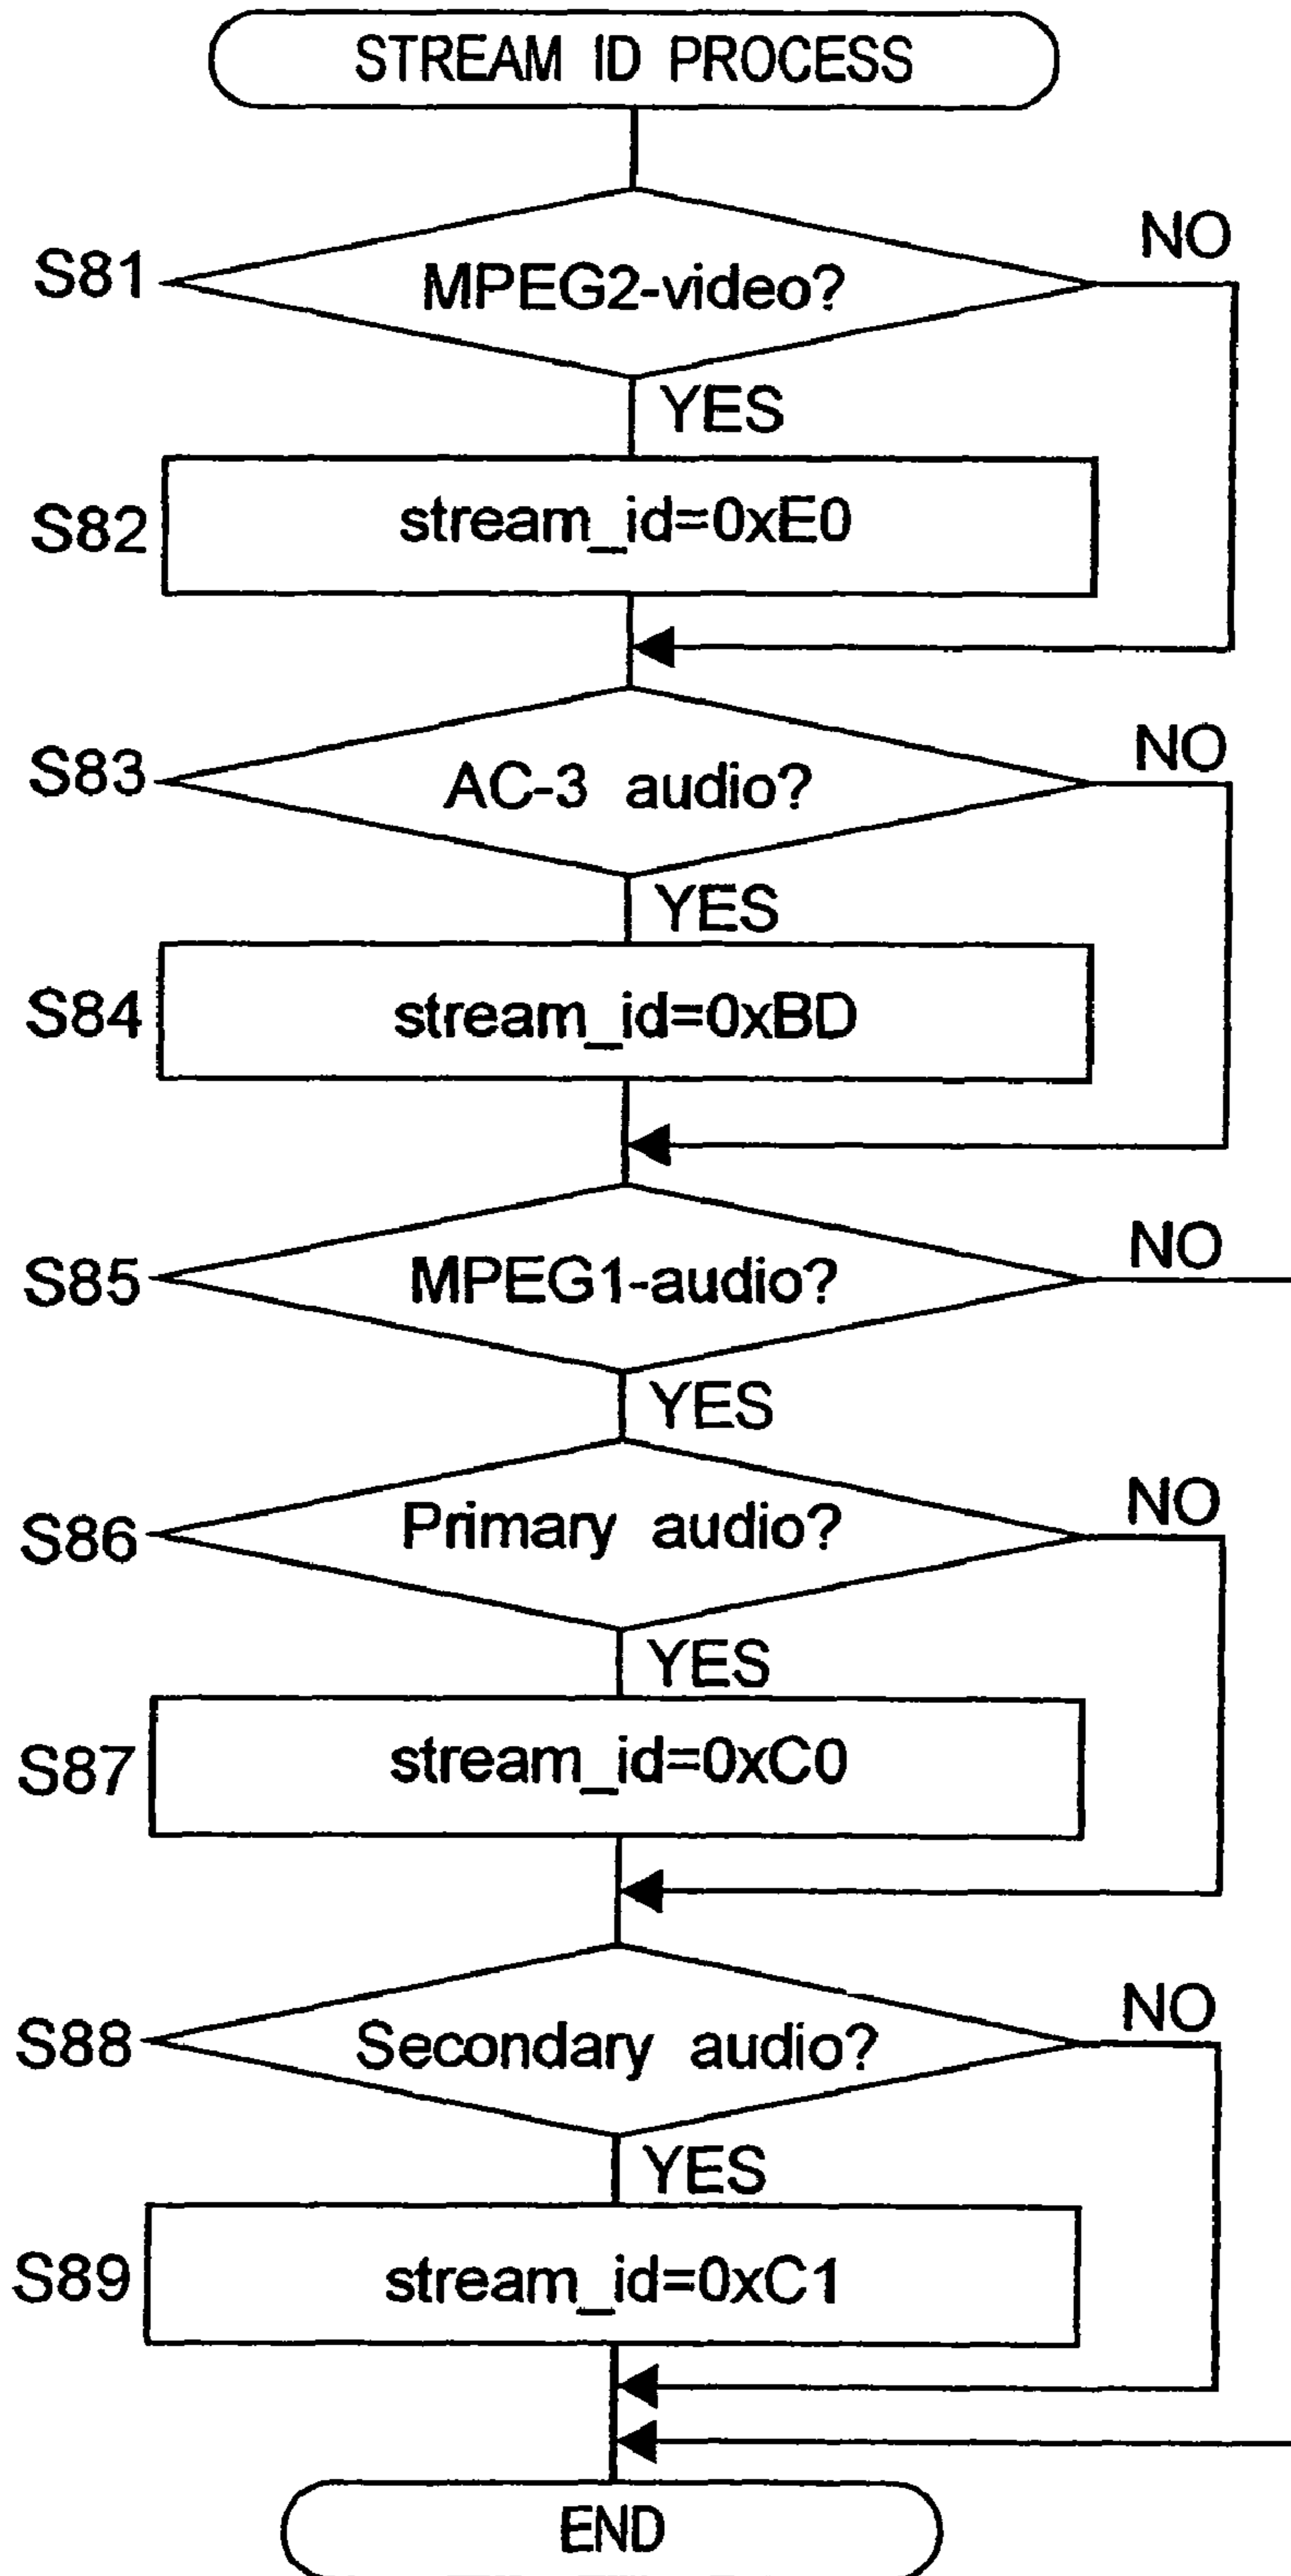 STREAM ID PROCESS
S81
MPEG2-video?
NO
YES
S82
stream_id=0xE0
S83
AC-3 audio?
NO
YES
S84
stream_id=0xBD
S85
MPEG1-audio?
NO
YES
S86
Primary audio?
NO
YES
S87
stream_id=0xC0
S88
Secondary audio?
NO
YES
S89
stream_id=0xC1
END